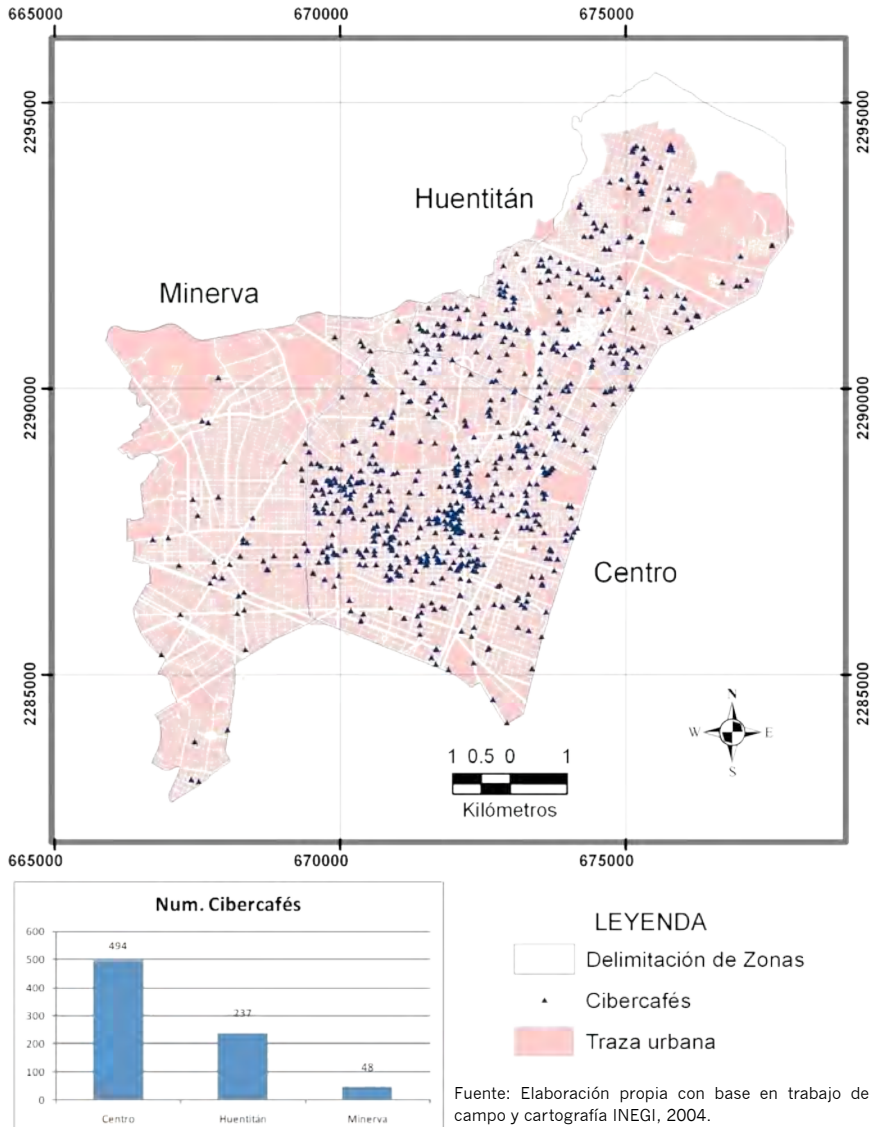 665000 670000 675000
2295000 2295000
Huentitán
Minerva
2290000 2290000
Centro
2285000 2285000
N
W E
S
1 0.5 0 1
Kilómetros
665000 670000 675000
Num. Cibercafés
600
500
400
300
200
100
0
494
237
48
Centro Huentitán Minerva
LEYENDA
Delimitación de Zonas
Cibercafés
Traza urbana
Fuente: Elaboración propia con base en trabajo de
campo y cartografía INEGI, 2004.